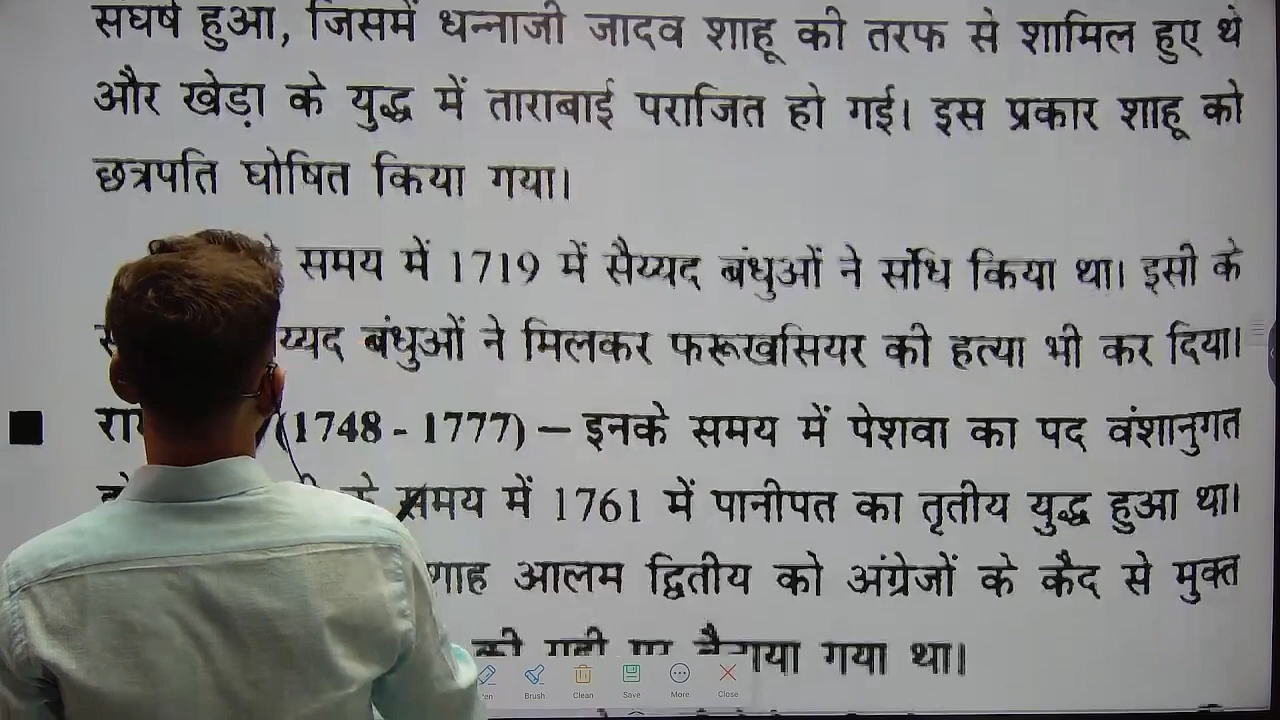 संघर्ष हुआ, जिसमें धन्नाजी जादव शाहू की तरफ से शामिल हुए थे
और खेड़ा के युद्ध में ताराबाई पराजित हो गई। इस प्रकार शाहू को
छत्रपति घोषित किया गया।
समय में 1719 में सैय्यद बंधुओं ने संधि किया था। इसी के
बंधुओं ने मिलकर फरूखसियर की हत्या भी कर दिया।
(1748 - 1777) – इनके समय में पेशवा का पद वंशानुगत
समय में 1761 में पानीपत का तृतीय युद्ध हुआ था।
आलम द्वितीय को अंग्रेजों के कैद से मुक्त
गया था।
Brush Clean Save More Close